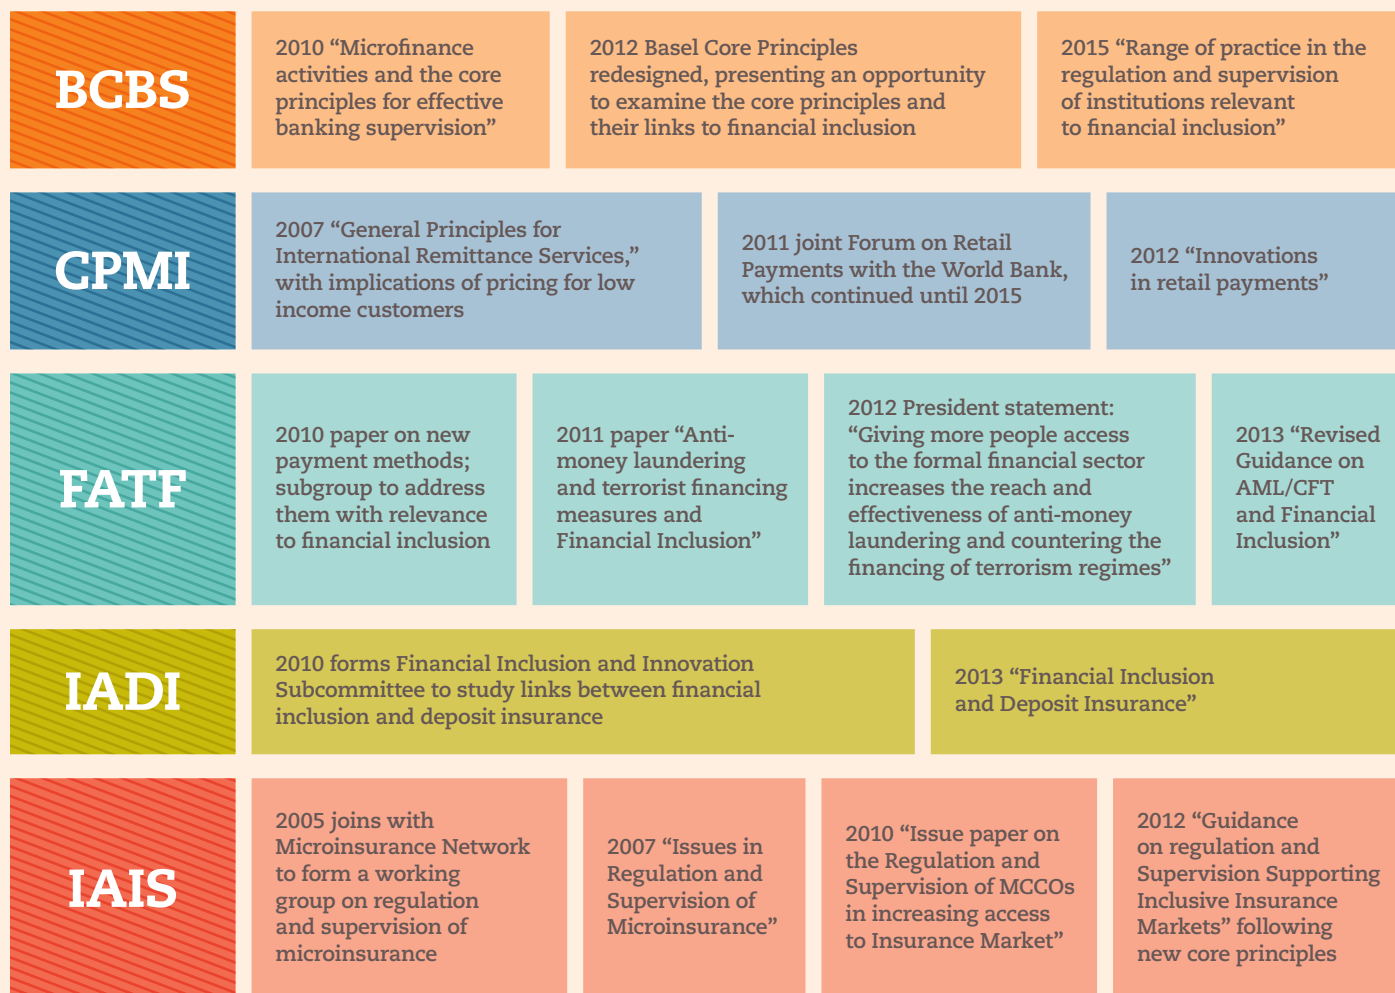 BCBS
2010 “Microfinance
activities and the core
principles for effective
banking supervision”
2012 Basel Core Principles
redesigned, presenting an opportunity
to examine the core principles and
their links to financial inclusion
2015 “Range of practice in the
regulation and supervision
of institutions relevant
to financial inclusion”
CPMI
2007 “General Principles for
International Remittance Services,”
with implications of pricing for low
income customers
2011 joint Forum on Retail
Payments with the World Bank,
which continued until 2015
2012 “Innovations
in retail payments”
FATF
2010 paper on new
payment methods;
subgroup to address
them with relevance
to financial inclusion
2011 paper “Anti-
money laundering
and terrorist financing
measures and
Financial Inclusion”
2012 President statement:
“Giving more people access
to the formal financial sector
increases the reach and
effectiveness of anti-money
laundering and countering the
financing of terrorism regimes”
2013 “Revised
Guidance on
AML/CFT
and Financial
Inclusion”
IADI
2010 forms Financial Inclusion and Innovation
Subcommittee to study links between financial
inclusion and deposit insurance
2013 “Financial Inclusion
and Deposit Insurance”
IAIS
2005 joins with
Microinsurance Network
to form a working
group on regulation
and supervision of
microinsurance
2007 “Issues in
Regulation and
Supervision of
Microinsurance”
2010 “Issue paper on
the Regulation and
Supervision of MCCOs
in increasing access
to Insurance Market”
2012 “Guidance
on regulation and
Supervision Supporting
Inclusive Insurance
Markets” following
new core principles